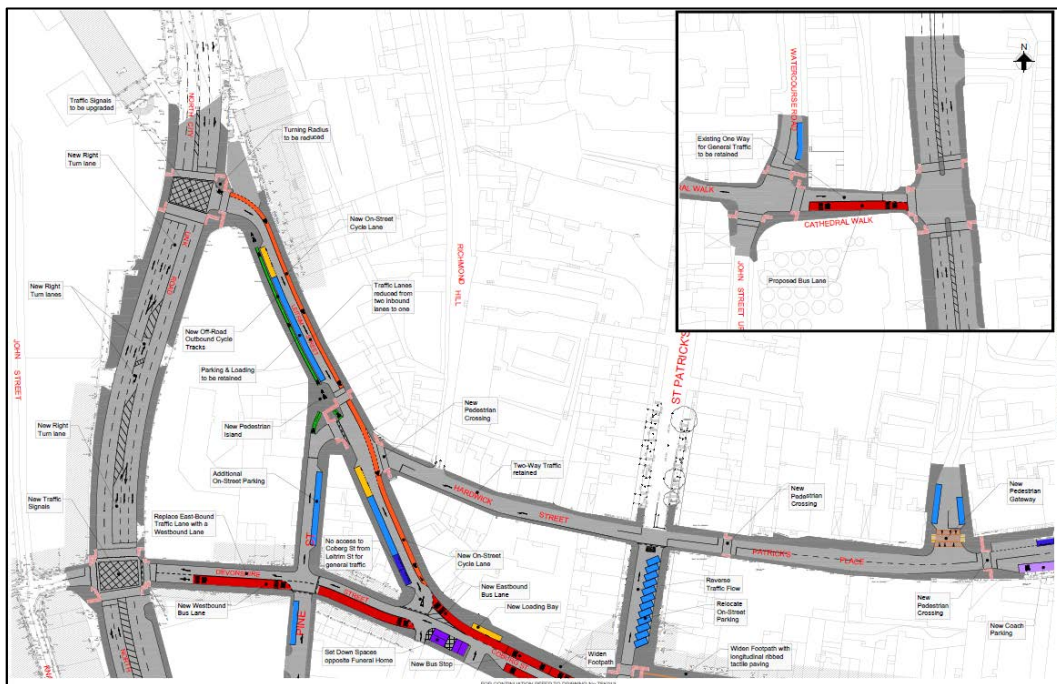 N
WATERCOURSE ROAD
Existing One Way
for General Traffic
to be retained
CATHEDRAL WALK
JOHN STREET
Proposed Bus Lane
NORTH CITY
Traffic Signals
to be upgraded
Turning Radius
to be reduced
New Right
Turn lane
LINK
ROAD
New On-Street
Cycle Lane
RICHMOND HILL
New Right
Turn lanes
Traffic Lanes
reduced from
two inbound
lanes to one
New Off-Road
Outbound Cycle
Tracks
Parking & Loading
to be retained
JOHN STREET
ST PATRICK'S
New Pedestrian
Island
New
Pedestrian
Crossing
New Right
Turn lane
Additional
On-Street Parking
Two-Way Traffic
retained
HARDWICK
STREET
New
Pedestrian
Crossing
New
Pedestrian
Gateway
New Traffic
Signals
Replace East-Bound
Traffic Lane with a
Westbound Lane
No access to
Coberg St from
Leitrim St for
general traffic
PATRICK'S
PLACE
ST
DEVONSHIRE
STREET
New On-Street
Cycle Lane
New Eastbound
Bus Lane
New Loading Bay
Reverse
Traffic Flow
New Westbound
Bus Lane
PINE
Relocate
On-Street
Parking
New
Pedestrian
Crossing
New Coach
Parking
Set Down Spaces
opposite Funeral Home
New Bus Stop
Widen
Footpath
Widen Footpath with
longitudinal ribbed
tactile paving